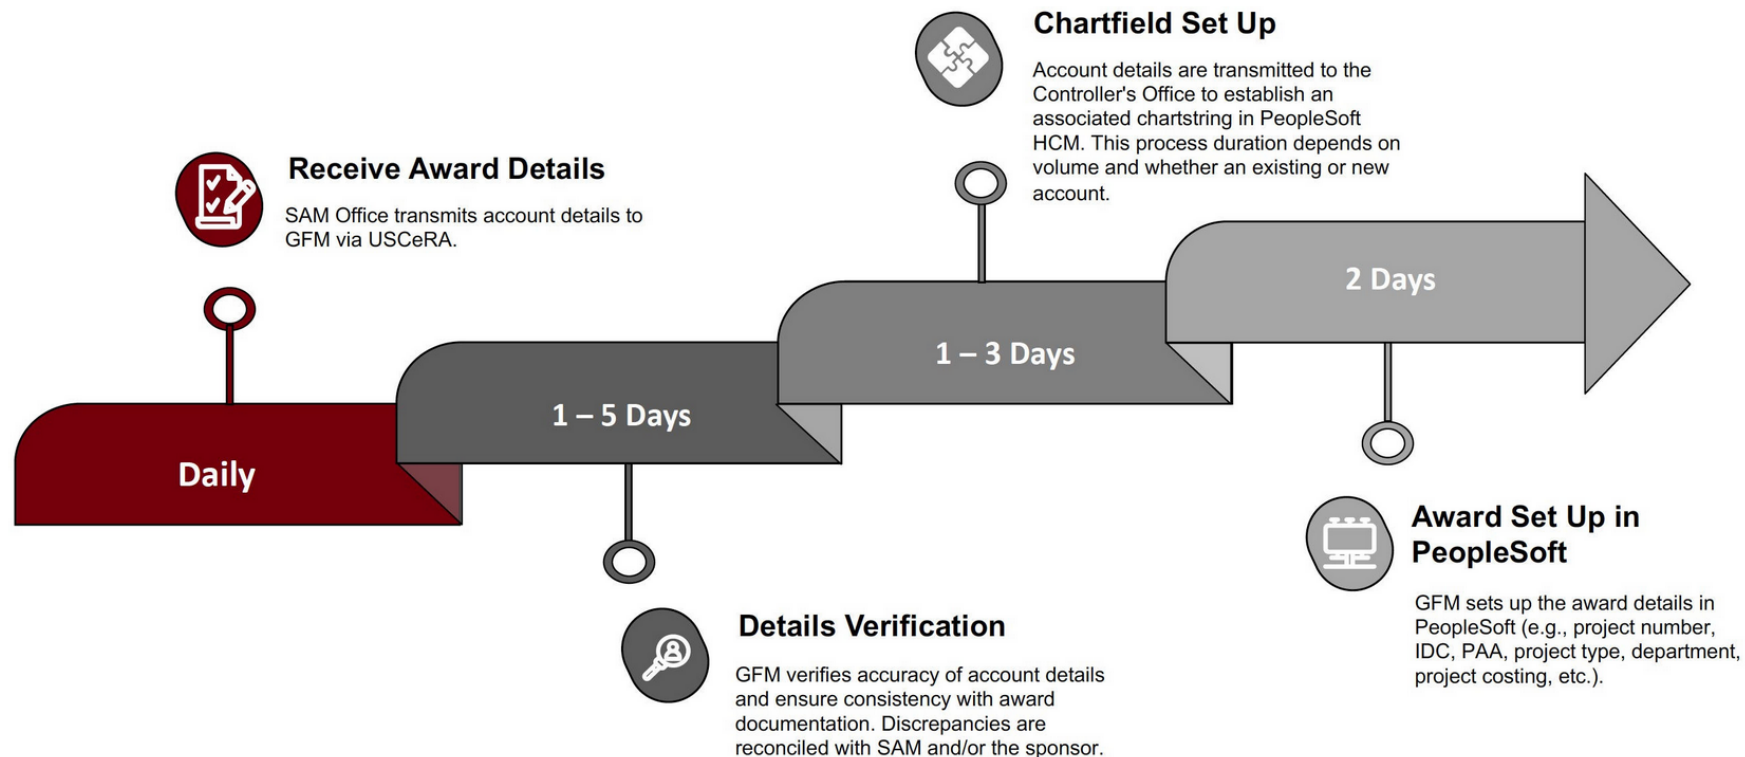 Receive Award Details
SAM Office transmits account details to
GFM via USCeRA.
Daily
1 – 5 Days
Details Verification
GFM verifies accuracy of account details
and ensure consistency with award
documentation. Discrepancies are
reconciled with SAM and/or the sponsor.
Chartfield Set Up
Account details are transmitted to the
Controller's Office to establish an
associated chartstring in PeopleSoft
HCM. This process duration depends on
volume and whether an existing or new
account.
1 – 3 Days
2 Days
Award Set Up in
PeopleSoft
GFM sets up the award details in
PeopleSoft (e.g., project number,
IDC, PAA, project type, department,
project costing, etc.).